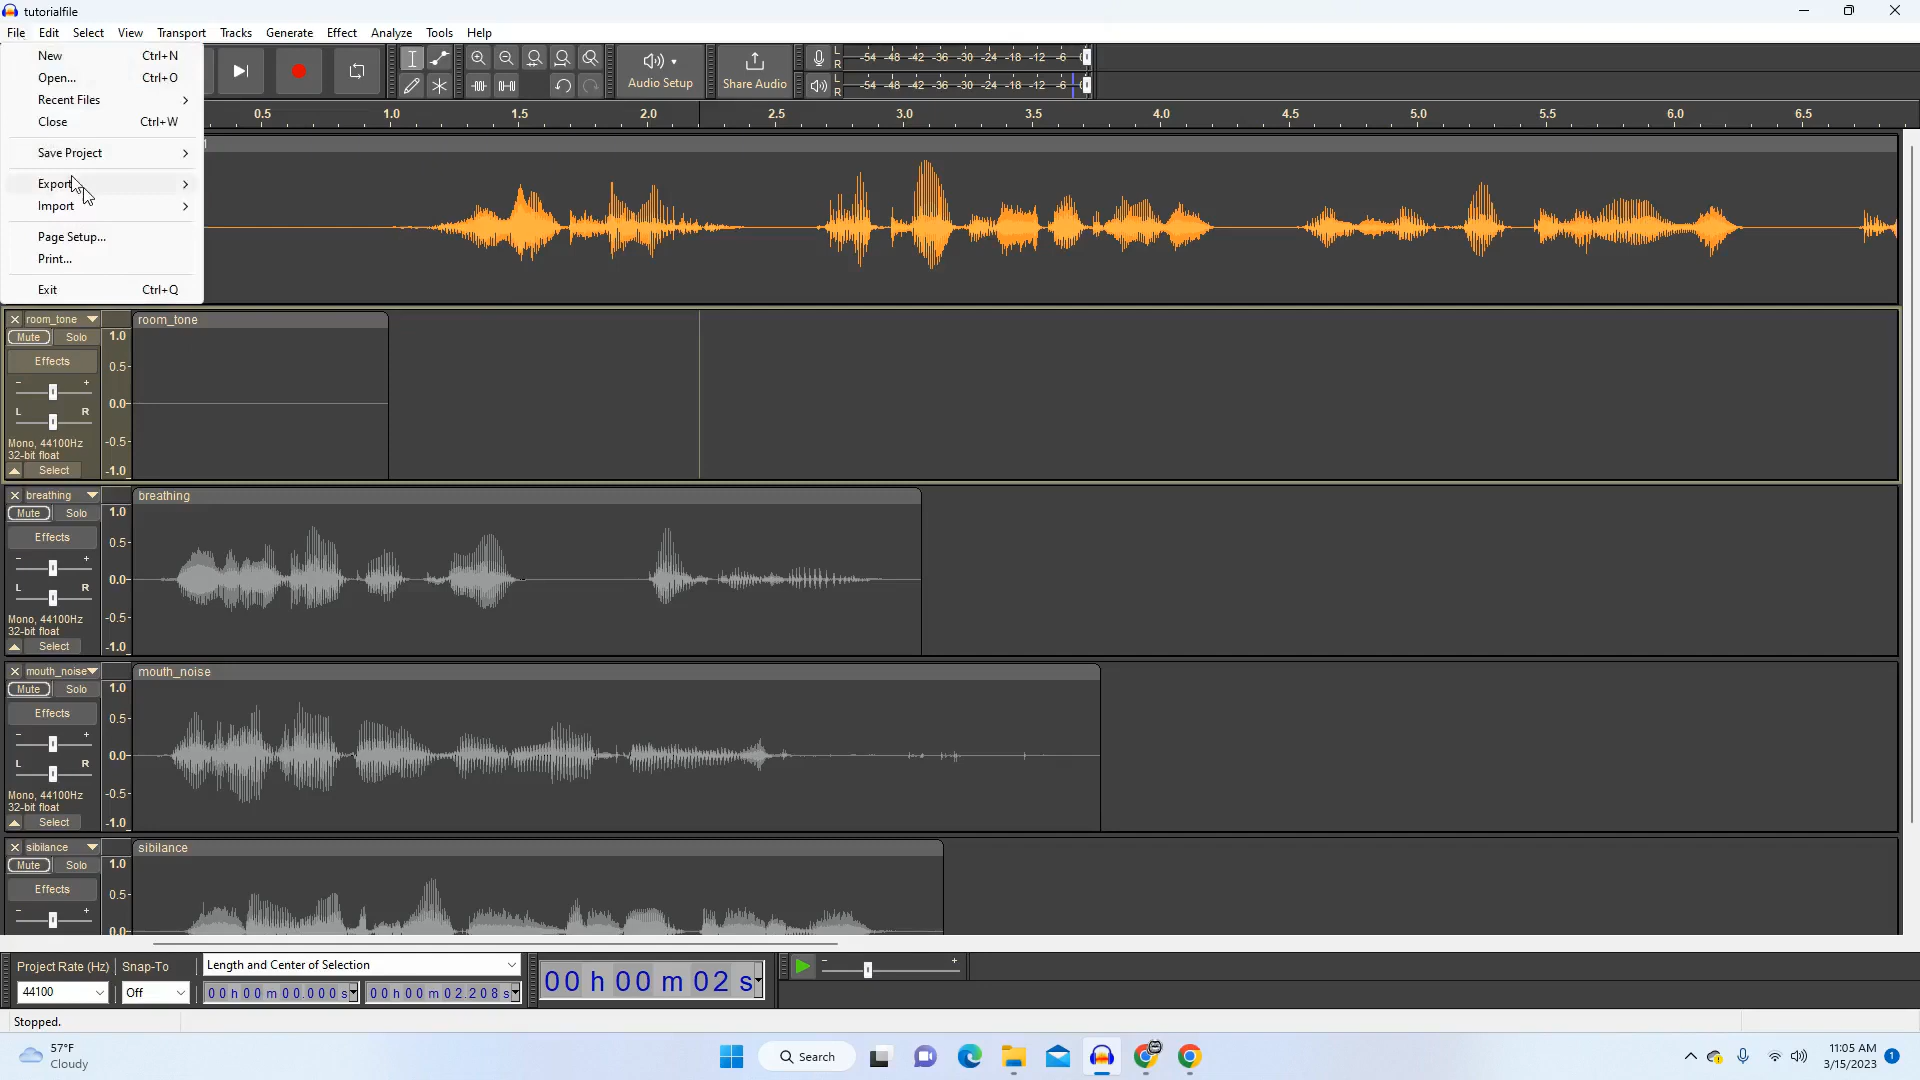 tutorialfile
File Edit Select View Transport Tracks Generate Effect Analyze Tools Help
New Ctrl+N
Open... Ctrl+O
Recent Files
Close Ctrl+W
Save Project
Export
Import
Page Setup...
Print...
Exit Ctrl+Q
Audio Setup
Share Audio
L R -54 -48 -42 -36 -30 -24 -18 -12 -6
L R -54 -48 -42 -36 -30 -24 -18 -12 -6
0.5 1.0 1.5 2.0 2.5 3.0 3.5 4.0 4.5 5.0 5.5 6.0 6.5
room_tone
Mute Solo
Effects
- +
L R
Mono, 44100Hz
32-bit float
Select
1.0
0.5-
0.0-
-0.5-
-1.0
room_tone
breathing
Mute Solo
Effects
- +
L R
Mono, 44100Hz
32-bit float
Select
1.0
0.5-
0.0-
-0.5-
-1.0
breathing
mouth_noise
Mute Solo
Effects
- +
L R
Mono, 44100Hz
32-bit float
Select
1.0
0.5-
0.0-
-0.5-
-1.0
mouth_noise
sibilance
Mute Solo
Effects
- +
1.0
0.5-
0.0-
sibilance
Project Rate (Hz) Snap-To Length and Center of Selection
44100 Off 00 h 00 m 00.000 s 00 h 00 m 02.208 s
00 h 00 m 02 s
- +
Stopped.
57°F
Cloudy
Search
11:05 AM
3/15/2023
1